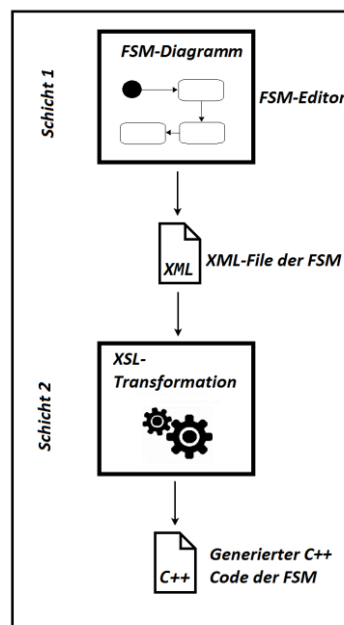 FSM-Diagramm
Schicht 1
FSM-Editor
XML
XML-File der FSM
XSL-
Transformation
Schicht 2
C++
Generierter C++
Code der FSM